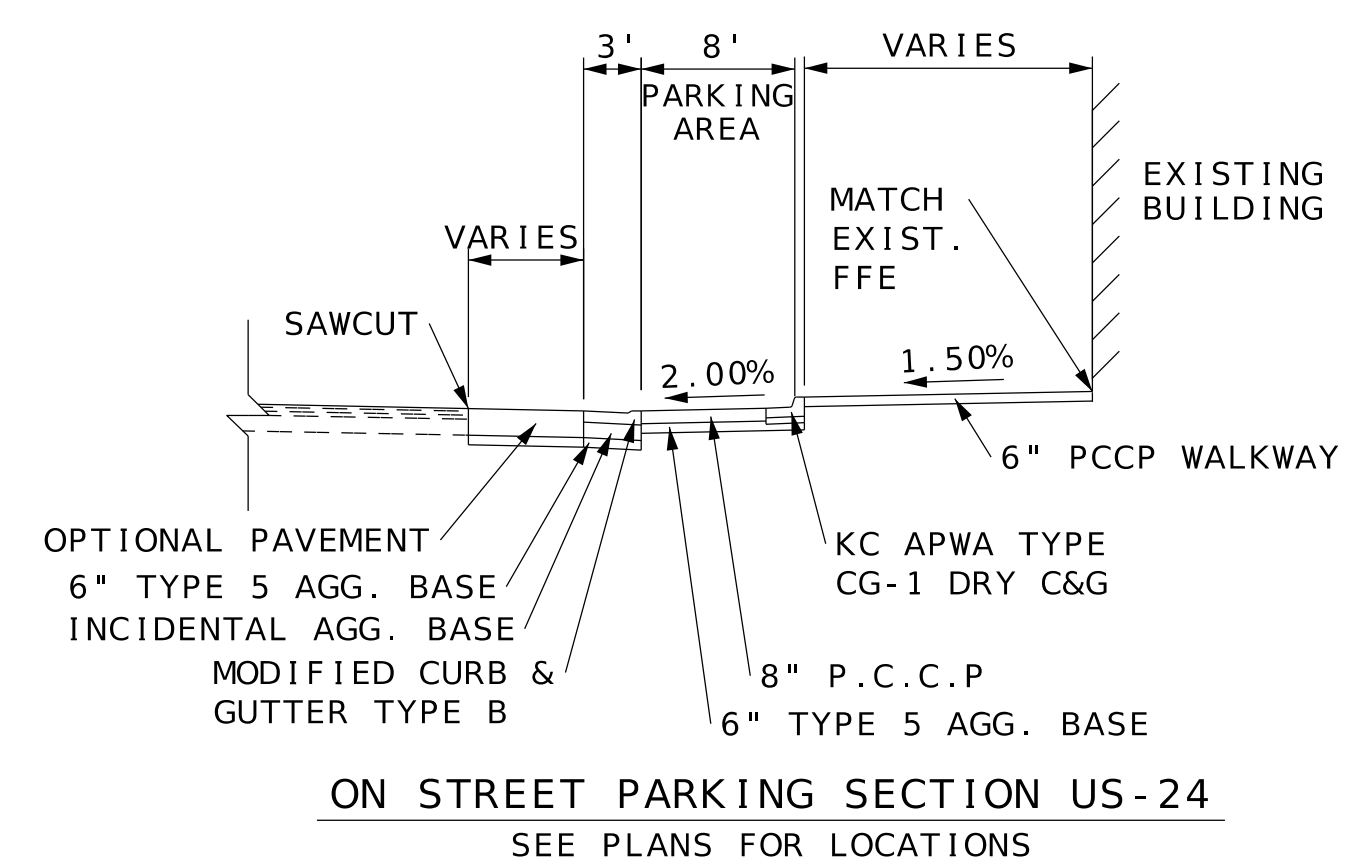 3' 8' VARIES
PARKING
AREA
EXISTING
BUILDING
MATCH
EXIST.
FFE
VARIES
SAWCUT
2.00% 1.50%
6" PCCP WALKWAY
OPTIONAL PAVEMENT
6" TYPE 5 AGG. BASE
INCIDENTAL AGG. BASE
MODIFIED CURB &
GUTTER TYPE B
KC APWA TYPE
CG-1 DRY C&G
8" P.C.C.P
6" TYPE 5 AGG. BASE
ON STREET PARKING SECTION US-24
SEE PLANS FOR LOCATIONS